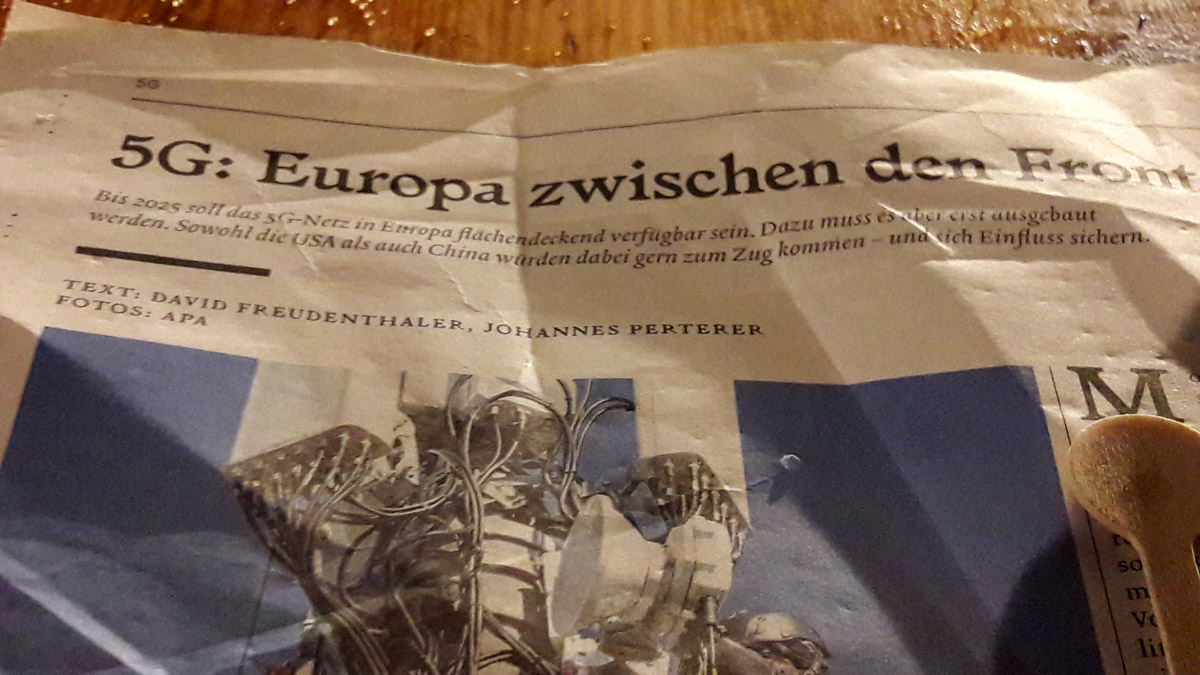 5G
5G: Europa zwischen den Front
Bis 2025 soll das 5G-Netz in Europa flächendeckend verfügbar sein. Dazu muss es aber erst ausgebaut
werden. Sowohl die USA als auch China würden dabei gern zum Zug kommen – und sich Einfluss sichern.
TEXT: DAVID FREUDENTHALER, JOHANNES PERTERER
FOTOS: APA
M
so
m
lit